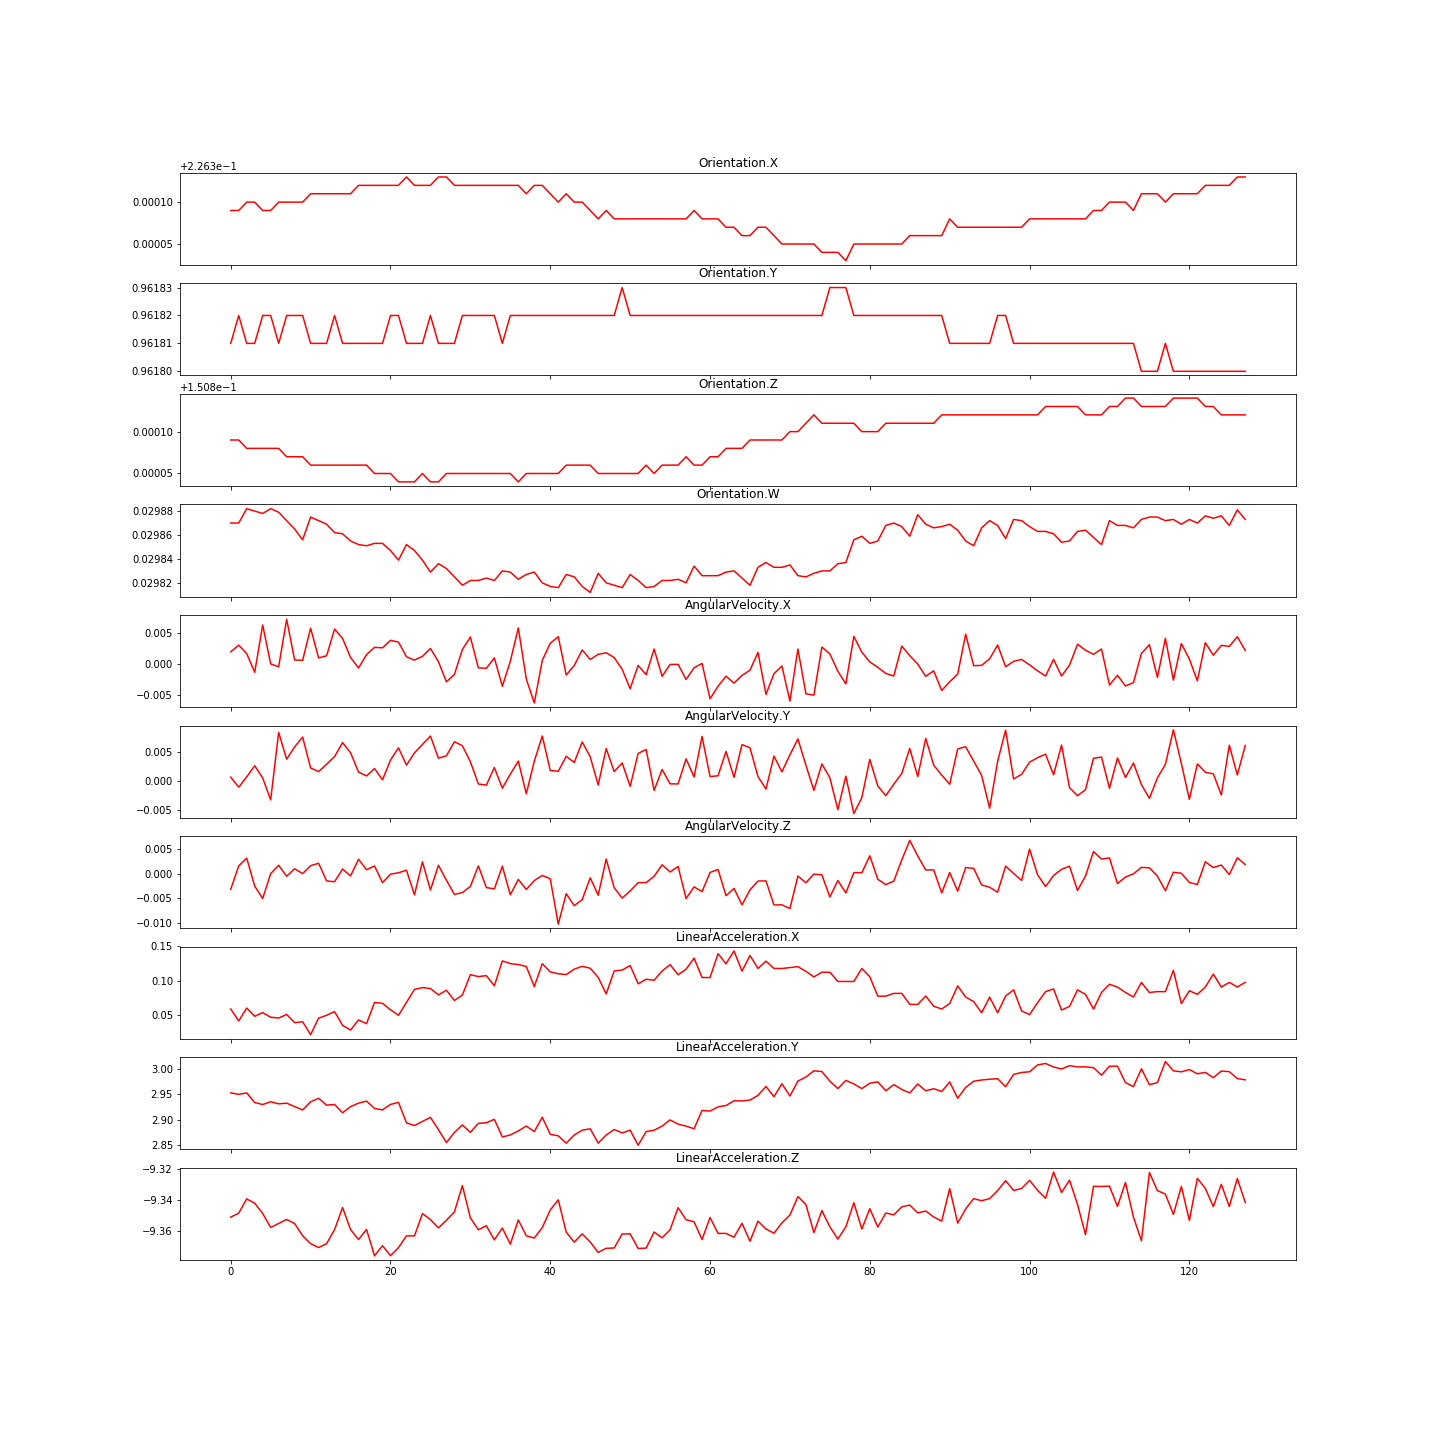 Orientation.X
+2.263e−1
0.00010
0.00005
Orientation.Y
0.96183
0.96182
0.96181
0.96180
Orientation.Z
+1.508e−1
0.00010
0.00005
Orientation.W
0.02988
0.02986
0.02984
0.02982
AngularVelocity.X
0.005
0.000
−0.005
AngularVelocity.Y
0.005
0.000
−0.005
AngularVelocity.Z
0.005
0.000
−0.005
−0.010
LinearAcceleration.X
0.15
0.10
0.05
LinearAcceleration.Y
3.00
2.95
2.90
2.85
LinearAcceleration.Z
−9.32
−9.34
−9.36
0 20 40 60 80 100 120